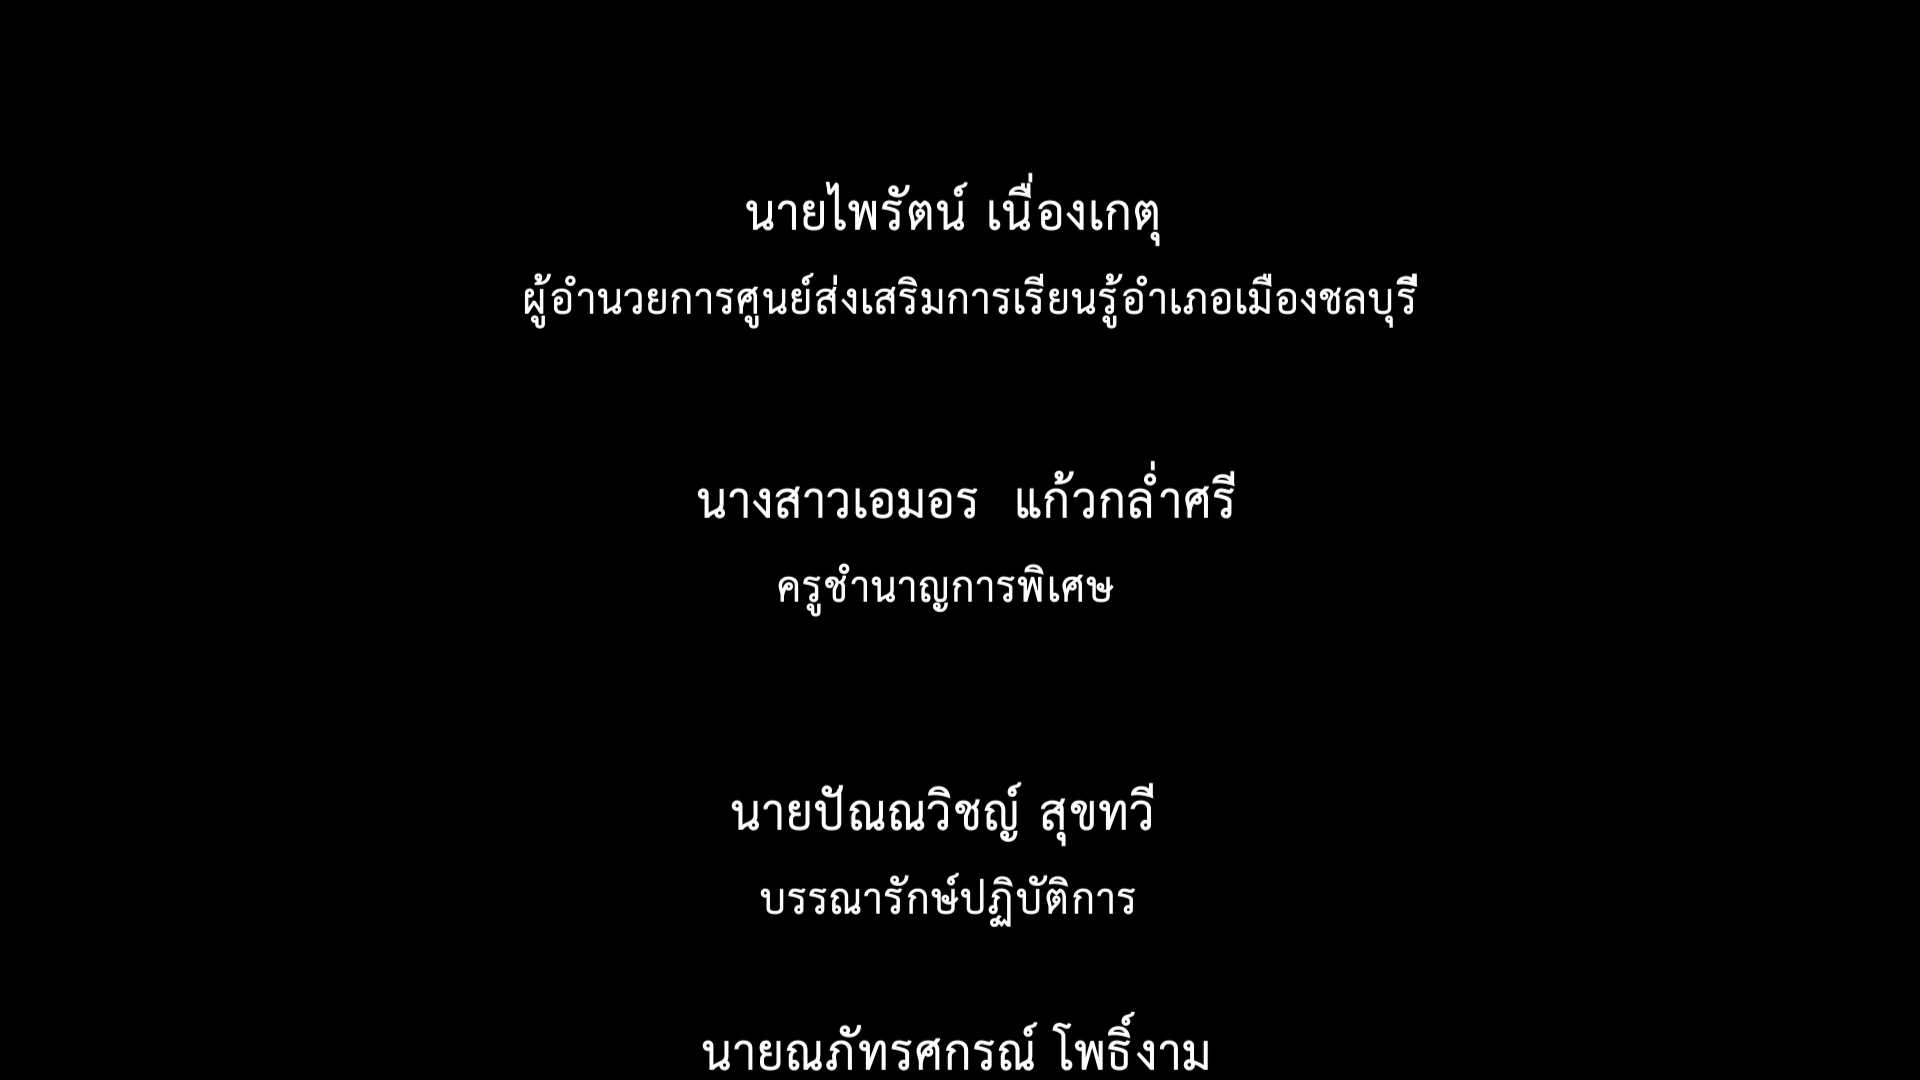 นายไพรัตน์ เนื่องเกตุ
ผู้อำนวยการศูนย์ส่งเสริมการเรียนรู้อำเภอเมืองชลบุรี
นางสาวเอมอร แก้วกล่ำศรี
ครูชำนาญการพิเศษ
นายปัณณวิชญ์ สุขทวี
บรรณารักษ์ปฏิบัติการ
นายณภัทรศกรณ์ โพธิ์งาม